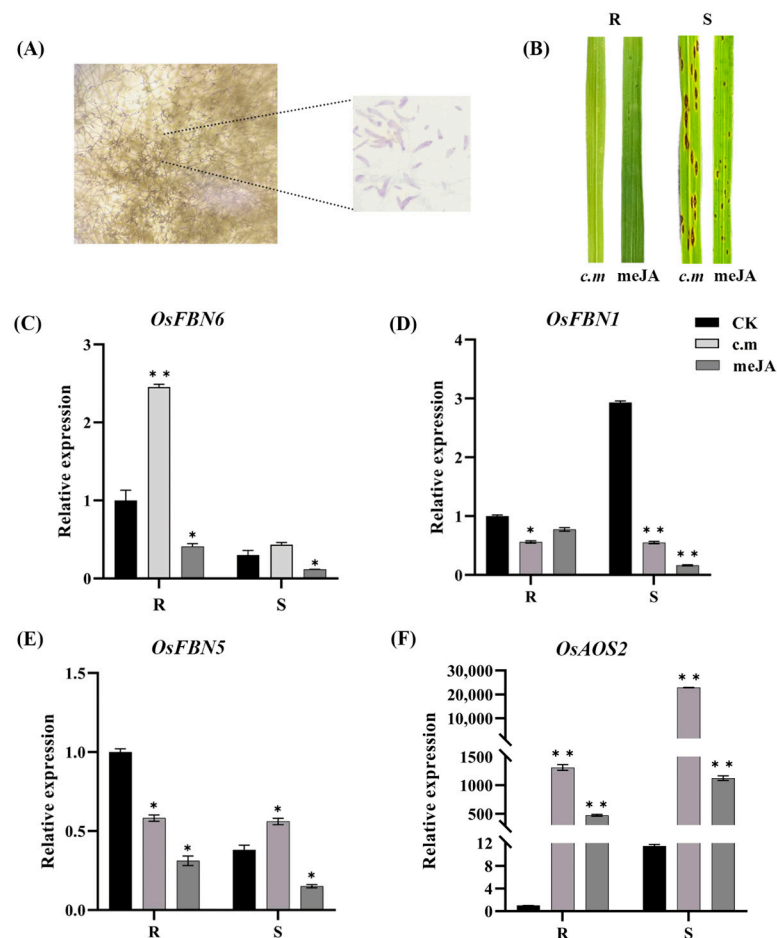 (A)
(B)
R S
c.m meJA c.m meJA
(C)
OsFBN6
Relative expression
3
2
1
0
**
*
*
R S
(D)
OsFBN1
Relative expression
4
3
2
1
0
*
**
**
R S
CK
c.m
meJA
(E)
OsFBN5
Relative expression
1.5
1.0
0.5
0.0
*
*
*
*
R S
(F)
OsAOS2
Relative expression
30,000
20,000
10,000
1500
1000
500
12
8
4
0
**
**
**
**
R S